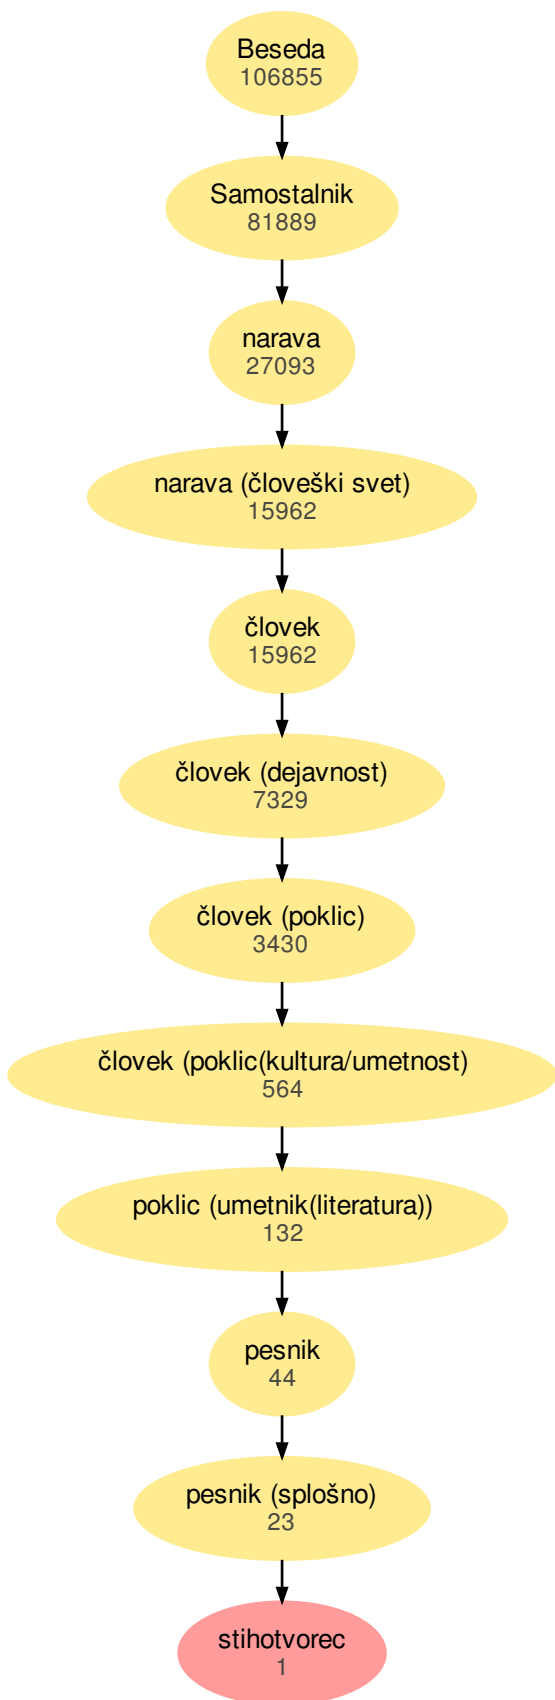 Beseda
106855
Samostalnik
81889
narava
27093
narava (človeški svet)
15962
človek
15962
človek (dejavnost)
7329
človek (poklic)
3430
človek (poklic(kultura/umetnost)
564
poklic (umetnik(literatura))
132
pesnik
44
pesnik (splošno)
23
stihotvorec
1